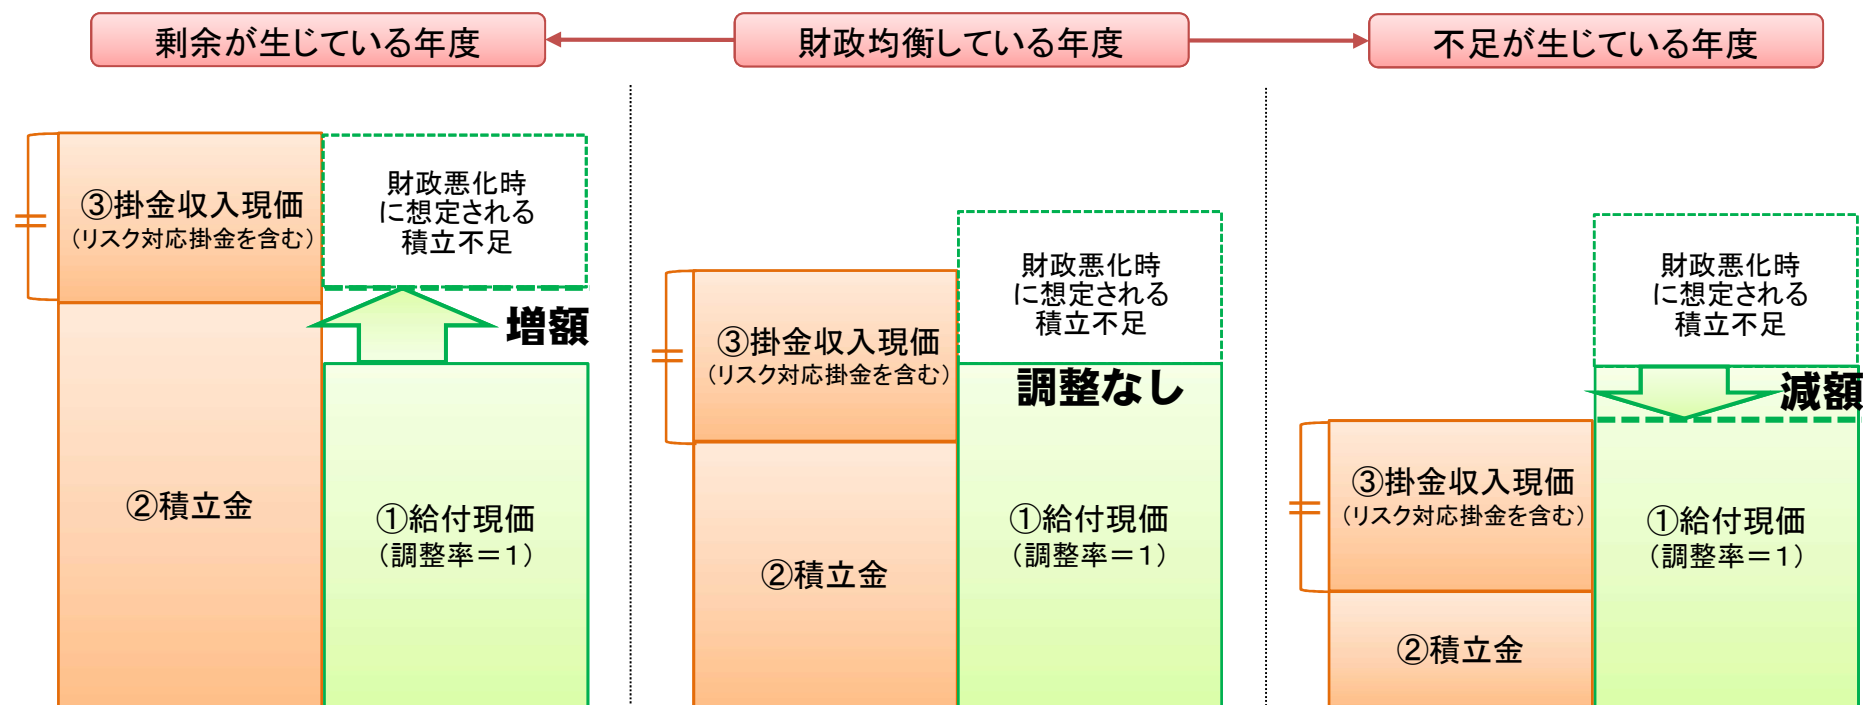 剰余が生じている年度
財政均衡している年度
不足が生じている年度
③掛金収入現価
（リスク対応掛金を含む）
財政悪化時
に想定される
積立不足
増額
②積立金
①給付現価
（調整率＝１）
財政悪化時
に想定される
積立不足
③掛金収入現価
（リスク対応掛金を含む）
調整なし
①給付現価
（調整率＝１）
②積立金
財政悪化時
に想定される
積立不足
減額
③掛金収入現価
（リスク対応掛金を含む）
①給付現価
（調整率＝１）
②積立金